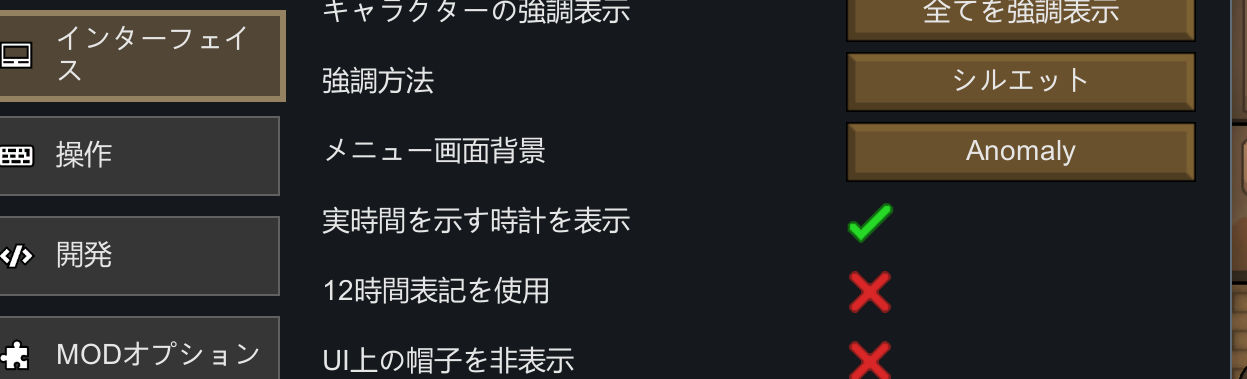 インターフェイ
ス
操作
開発
MODオプション
キャラクターの強調表示
全てを強調表示
強調方法
シルエット
メニュー画面背景
Anomaly
実時間を示す時計を表示
12時間表記を使用
UI上の帽子を非表示